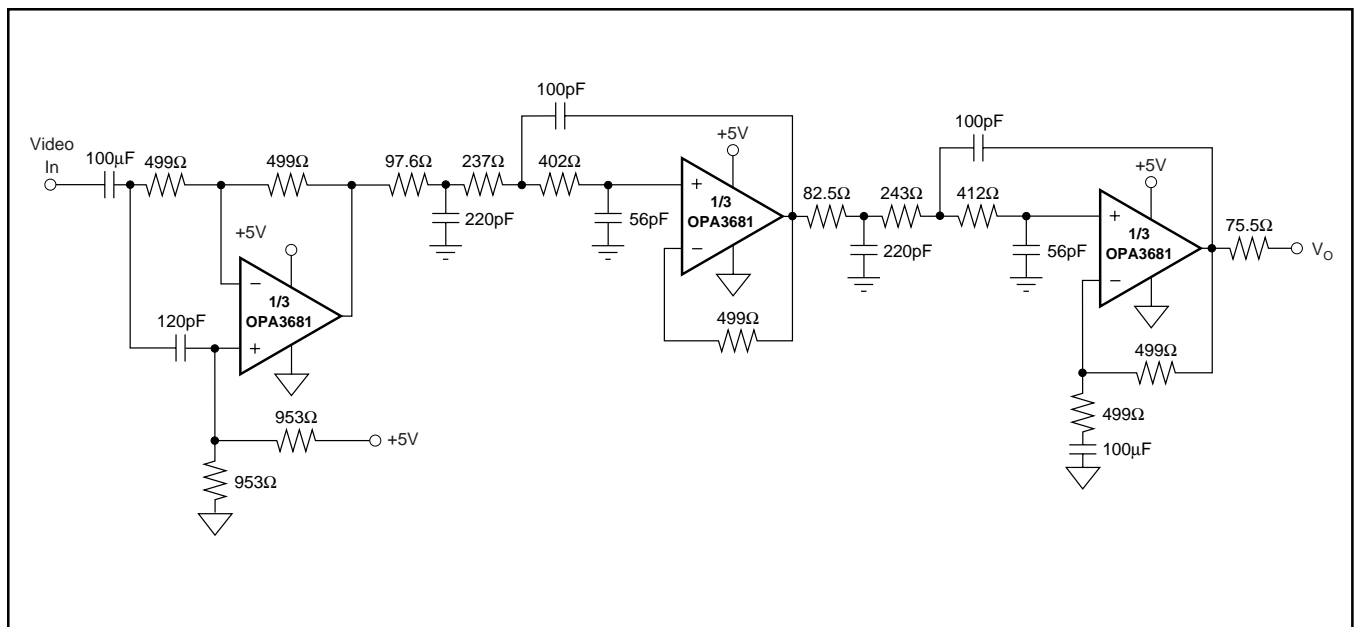 Video
In
100μF
499Ω
499Ω
97.6Ω
237Ω
402Ω
100pF
220pF
56pF
+5V
+
1/3
OPA3681
−
499Ω
82.5Ω
243Ω
412Ω
100pF
220pF
56pF
+5V
+
1/3
OPA3681
−
75.5Ω
VO
499Ω
499Ω
100μF
+5V
−
1/3
OPA3681
+
120pF
953Ω
+5V
953Ω